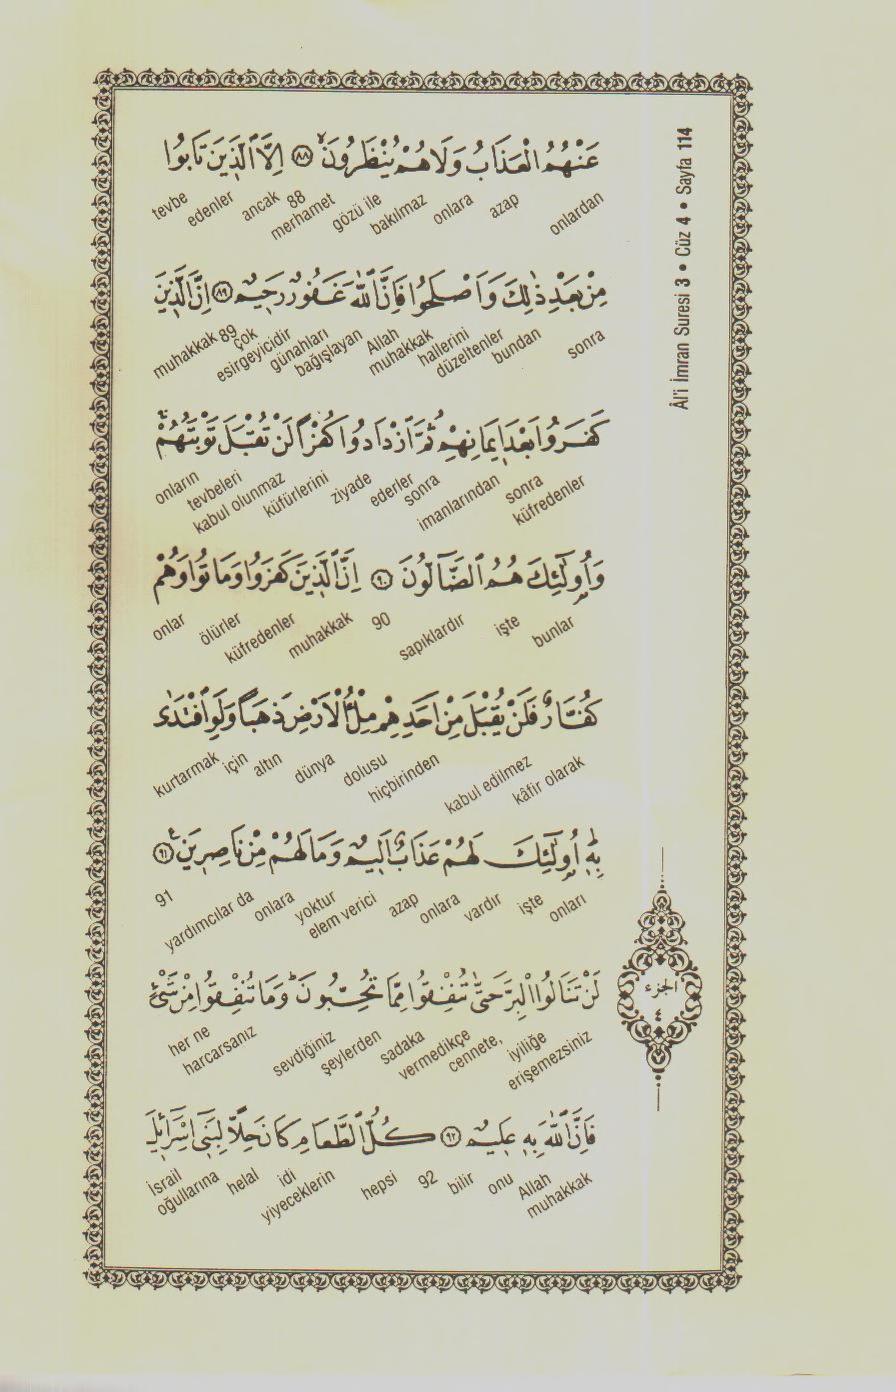 Âl'i İmran Suresi 3 • Cüz 4 • Sayfa 114
عَنْهُمُ الْعَذَابُ وَلَا هُمْ يُنْظَرُونَۙ ﴿٨٨﴾ اِلَّا الَّذٖينَ تَابُوا
onlardan azap onlara bakılmaz gözü ile merhamet 88 ancak edenler tevbe
مِنْ بَعْدِ ذٰلِكَ وَاَصْلَحُوا فَاِنَّ اللّٰهَ غَفُورٌ رَحٖيمٌ ﴿٨٩﴾ اِنَّ الَّذٖينَ
sonra bundan düzeltenler hallerini muhakkak Allah bağışlayan günahları esirgeyicidir çok 89 muhakkak
كَفَرُوا بَعْدَ اٖيمَانِهِمْ ثُمَّ ازْدَادُوا كُفْرًا لَنْ تُقْبَلَ تَوْبَتُهُمْۚ
küfredenler sonra imanlarından sonra ederler ziyade küfürlerini kabul olunmaz tevbeleri onların
وَاُولٰٓئِكَ هُمُ الضَّٓالُّونَ ﴿٩٠﴾ اِنَّ الَّذٖينَ كَفَرُوا وَمَاتُوا وَهُمْ
bunlar işte sapıklardır 90 muhakkak küfredenler ölürler onlar
كُفَّارٌ فَلَنْ يُقْبَلَ مِنْ اَحَدِهِمْ مِلْءُ الْاَرْضِ ذَهَبًا وَلَوِ افْتَدٰى
kâfir olarak kabul edilmez hiçbirinden dolusu dünya altın için kurtarmak
بِهٖۜ اُولٰٓئِكَ لَهُمْ عَذَابٌ اَلٖيمٌ وَمَا لَهُمْ مِنْ نَاصِرٖينَ ع ﴿٩١﴾
onları işte vardır onlara azap elem verici yoktur onlara yardımcılar da 91
لَنْ تَنَالُوا الْبِرَّ حَتّٰى تُنْفِقُوا مِمَّا تُحِبُّونَۜ وَمَا تُنْفِقُوا مِنْ شَيْءٍ
erişemezsiniz iyiliğe cennete, vermedikçe sadaka şeylerden sevdiğiniz harcarsanız her ne
الجزء
٤
فَاِنَّ اللّٰهَ بِهٖ عَلٖيمٌ ﴿٩٢﴾ كُلُّ الطَّعَامِ كَانَ حِلًّا لِبَنٖٓي اِسْرَٓائٖلَ
muhakkak Allah onu bilir 92 hepsi yiyeceklerin idi helal oğullarına İsrail